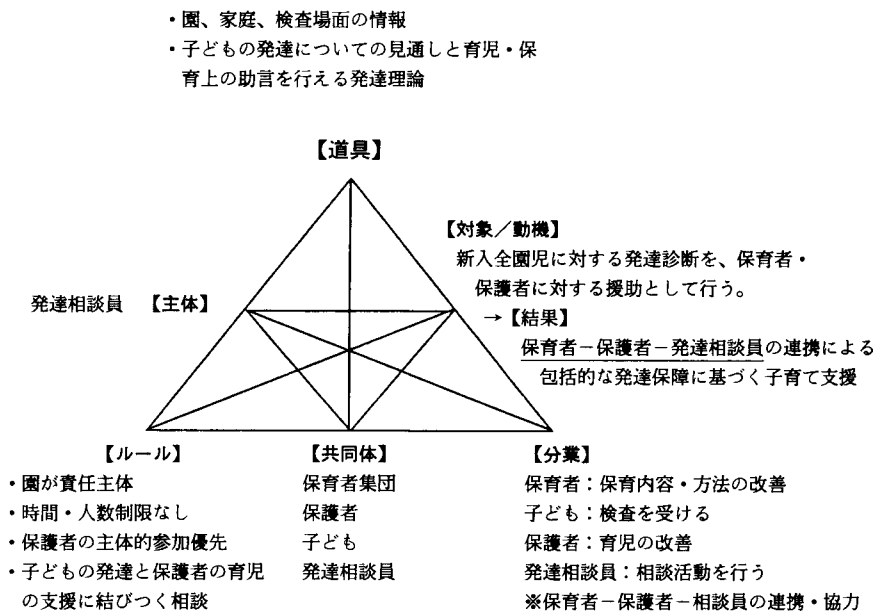 ・園、家庭、検査場面の情報
・子どもの発達についての見通しと育児・保
育上の助言を行える発達理論
【道具】
【対象／動機】
新入全園児に対する発達診断を、保育者・
保護者に対する援助として行う。
発達相談員 【主体】
→【結果】
保育者－保護者－発達相談員の連携による
包括的な発達保障に基づく子育て支援
【ルール】
・園が責任主体
・時間・人数制限なし
・保護者の主体的参加優先
・子どもの発達と保護者の育児
の支援に結びつく相談
【共同体】
保育者集団
保護者
子ども
発達相談員
【分業】
保育者：保育内容・方法の改善
子ども：検査を受ける
保護者：育児の改善
発達相談員：相談活動を行う
※保育者－保護者－相談員の連携・協力